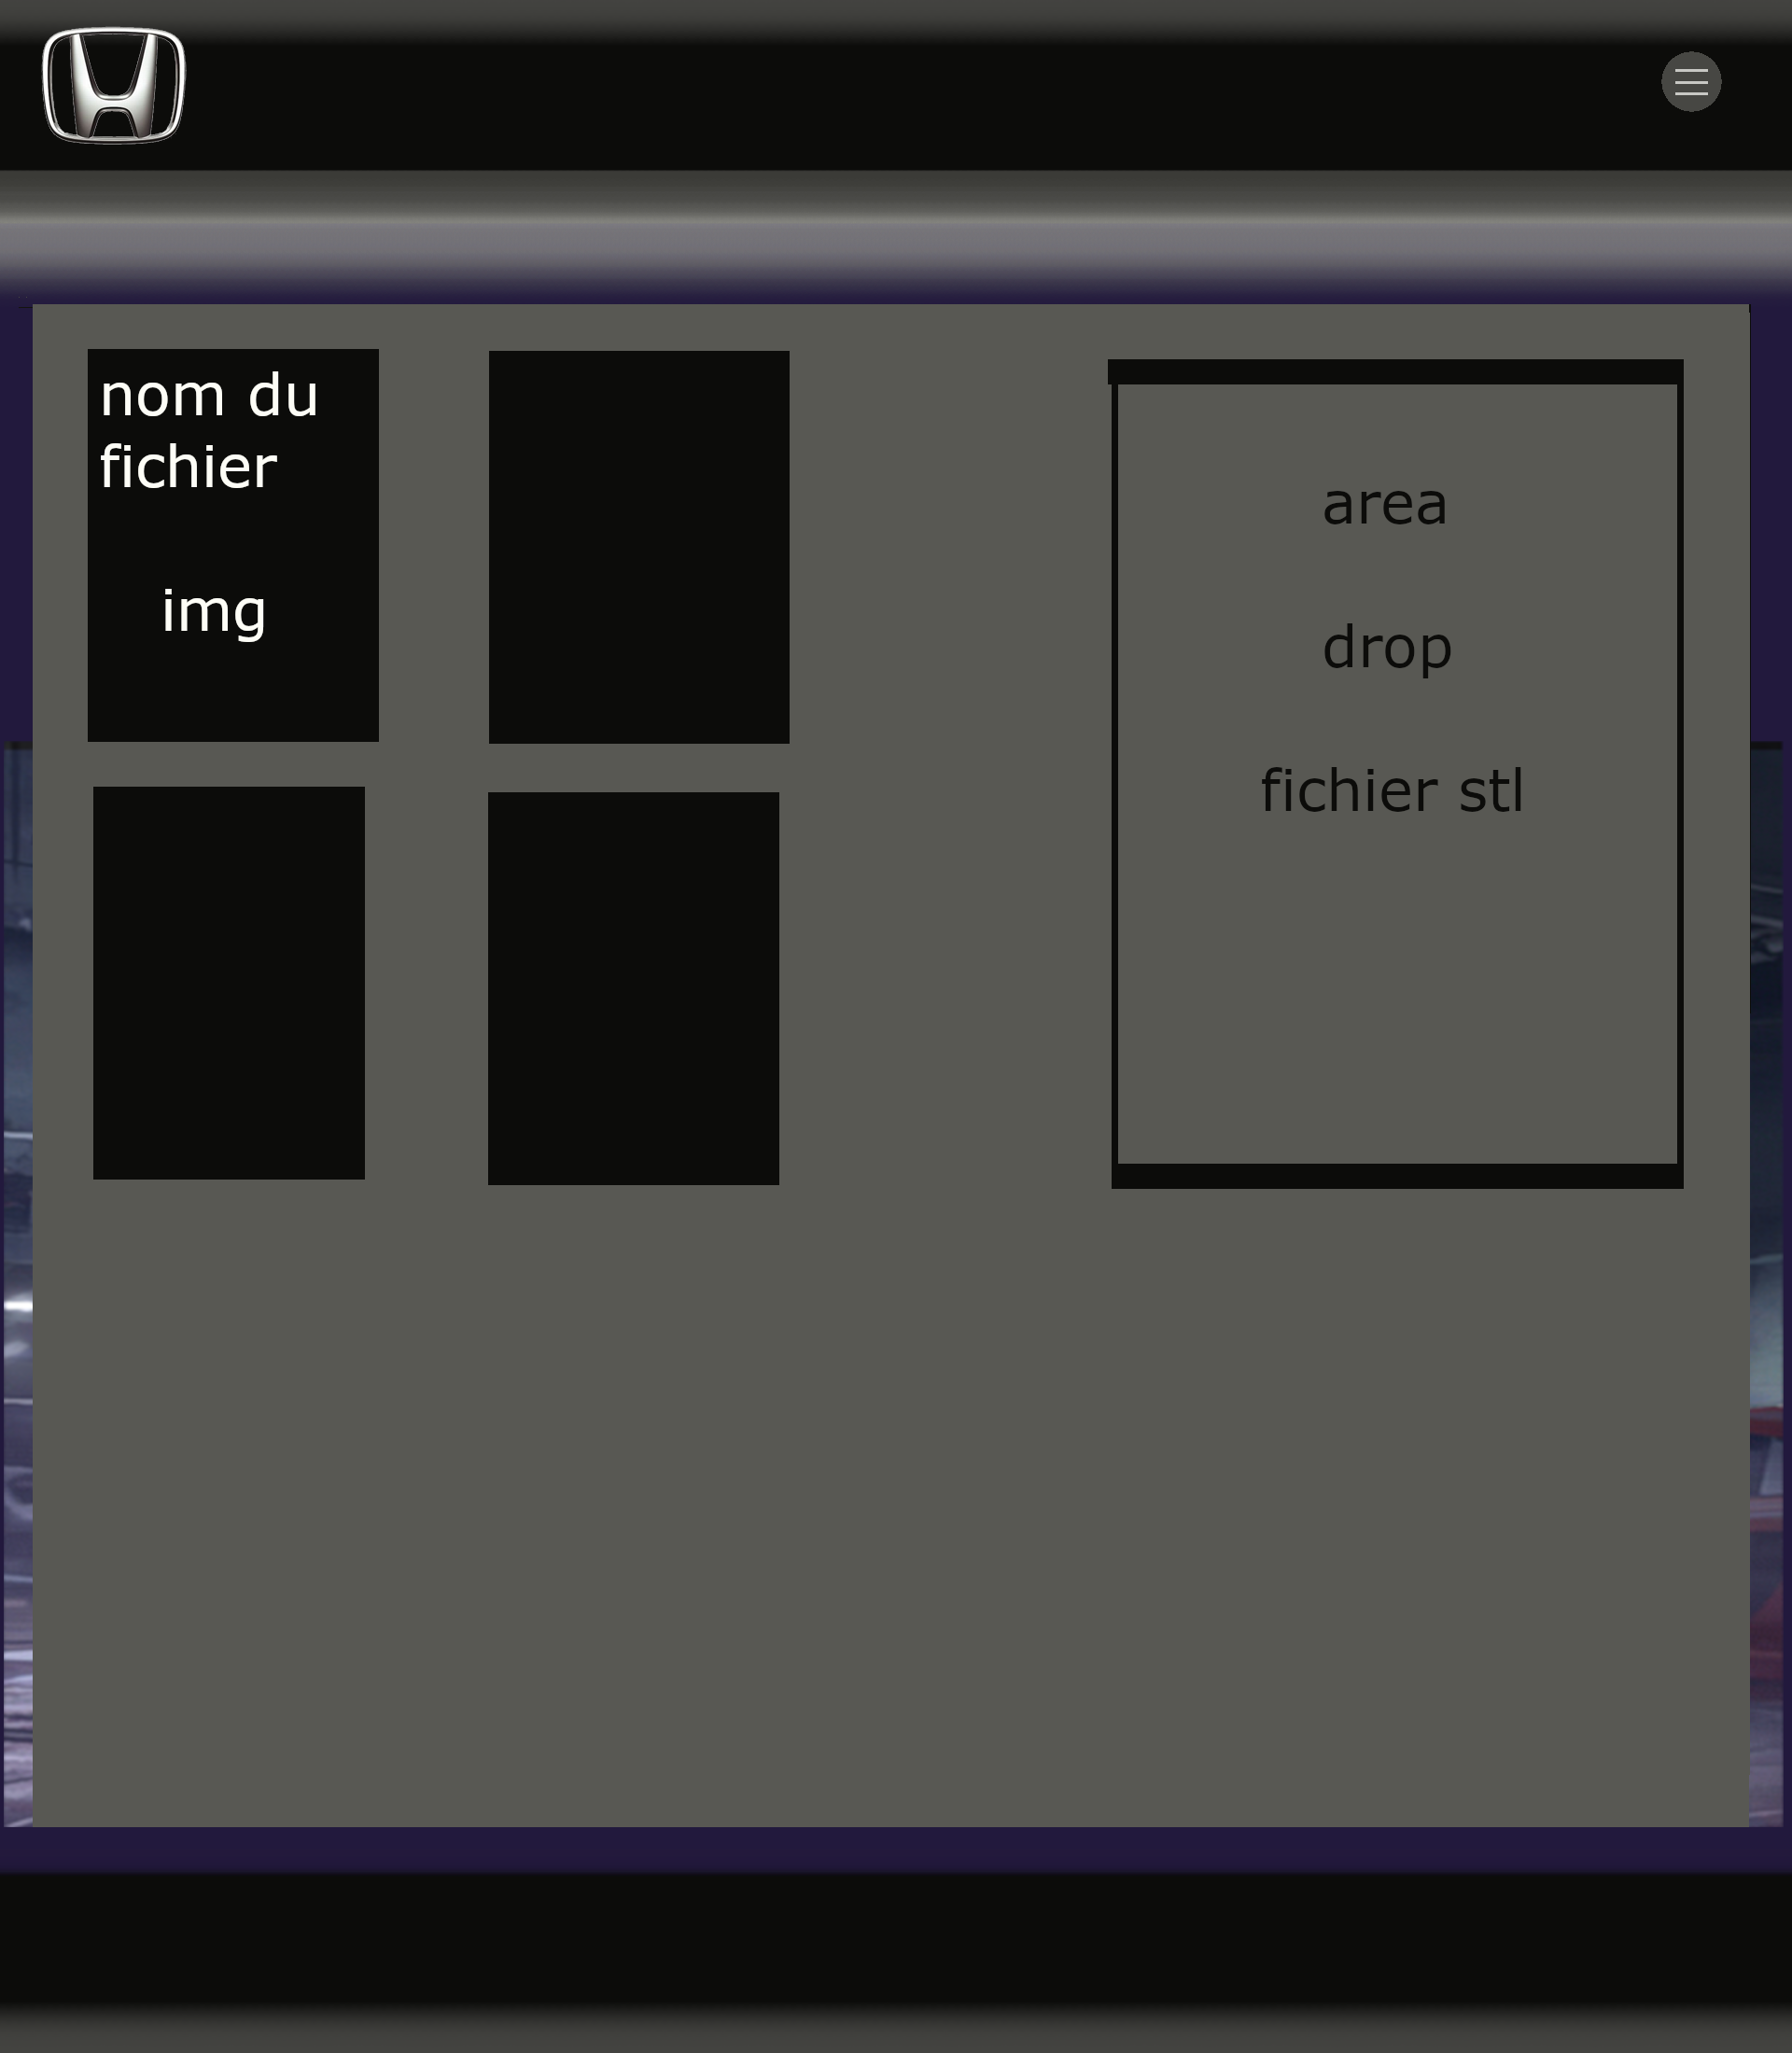 nom du
fichier
img
area
drop
fichier stl